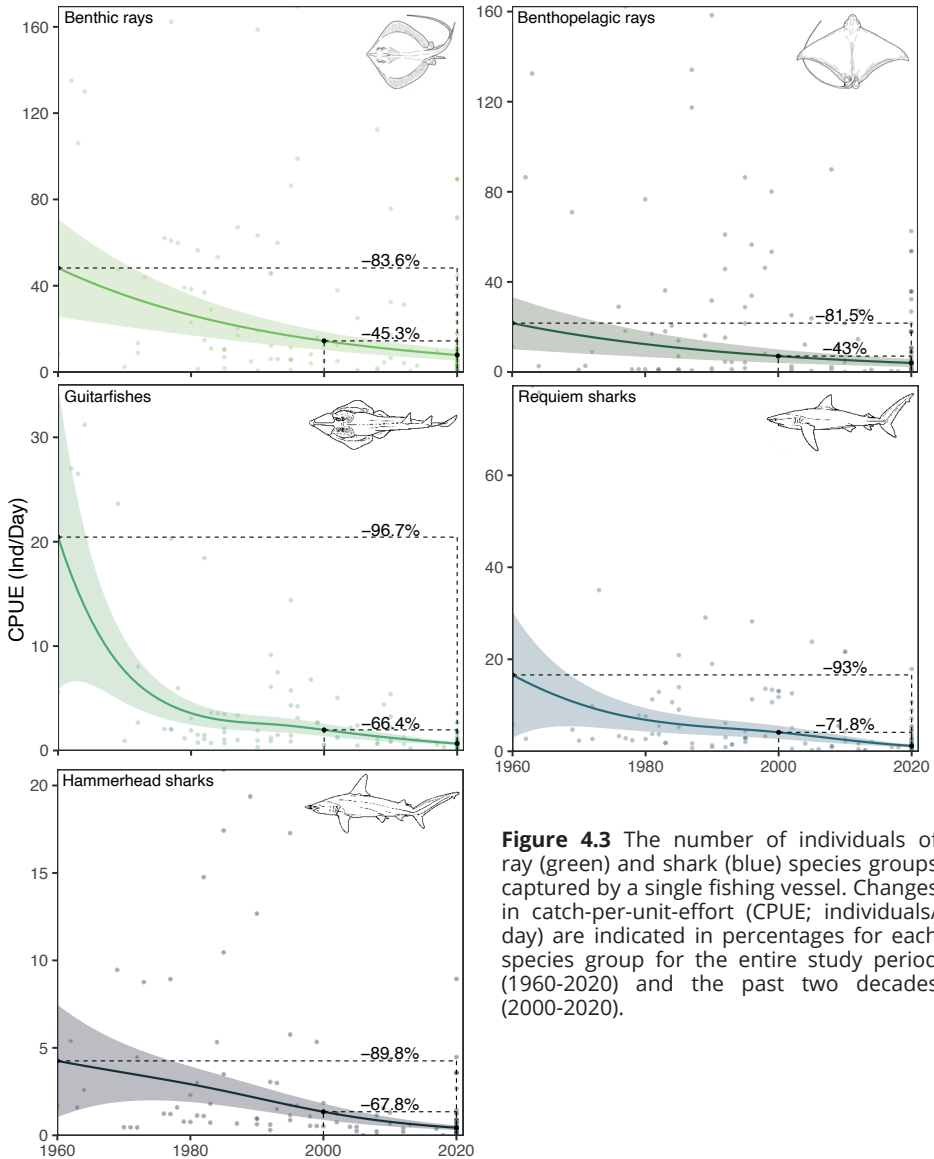 Benthic rays
160
120
80
40
0
−83.6%
−45.3%
Benthopelagic rays
160
120
80
40
0
−81.5%
−43%
CPUE (Ind/Day)
Guitarfishes
30
20
10
0
−96.7%
−66.4%
Requiem sharks
60
40
20
0
−93%
−71.8%
1960 1980 2000 2020
Hammerhead sharks
20
15
10
5
0
−89.8%
−67.8%
1960 1980 2000 2020
Figure 4.3 The number of individuals of
ray (green) and shark (blue) species groups
captured by a single fishing vessel. Changes
in catch-per-unit-effort (CPUE; individuals/
day) are indicated in percentages for each
species group for the entire study period
(1960-2020) and the past two decades
(2000-2020).